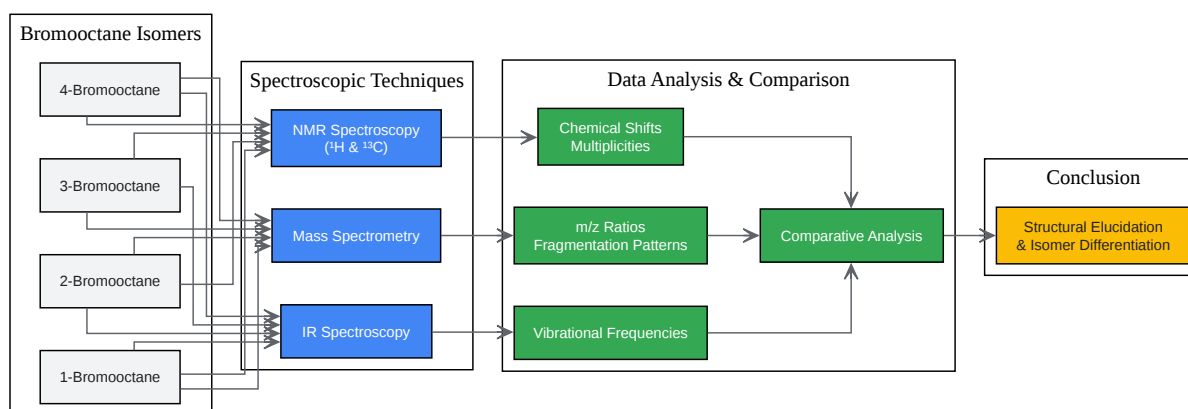 Bromooctane Isomers
4-Bromooctane
3-Bromooctane
2-Bromooctane
1-Bromooctane
Spectroscopic Techniques
NMR Spectroscopy
(¹H & ¹³C)
Mass Spectrometry
IR Spectroscopy
Data Analysis & Comparison
Chemical Shifts
Multiplicities
m/z Ratios
Fragmentation Patterns
Vibrational Frequencies
Comparative Analysis
Conclusion
Structural Elucidation
& Isomer Differentiation